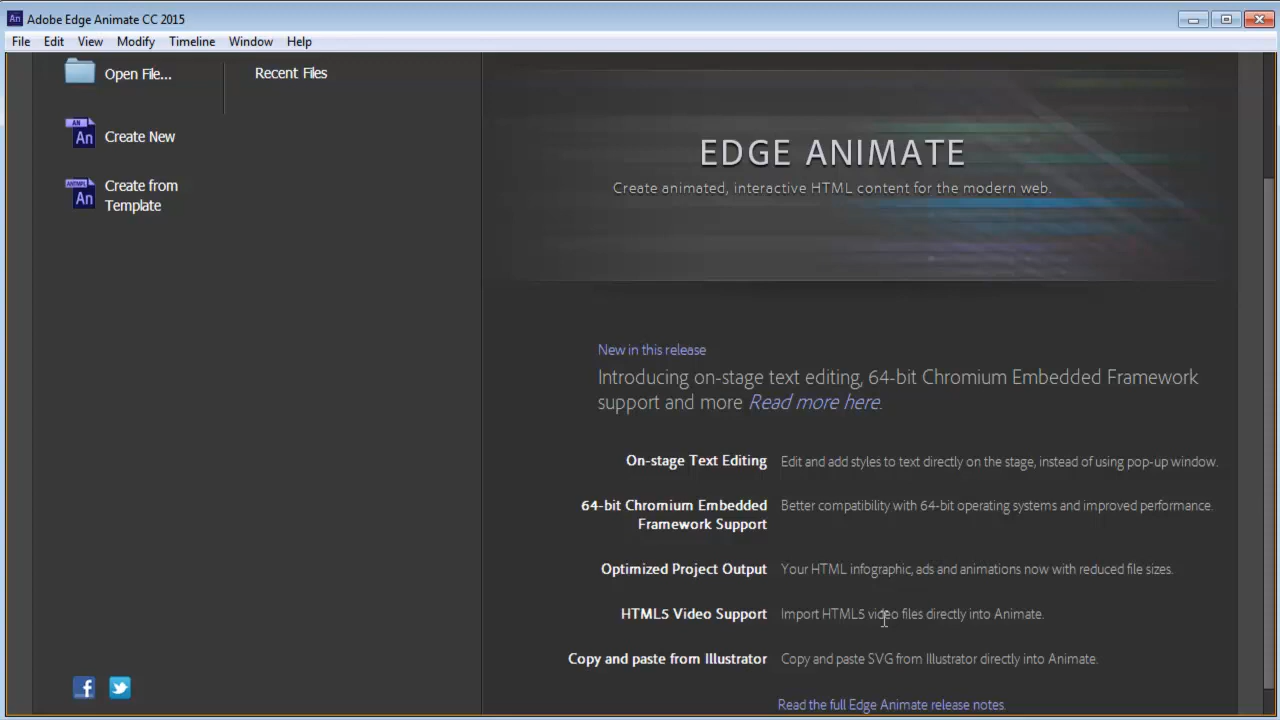 An Adobe Edge Animate CC 2015
File Edit View Modify Timeline Window Help
Open File...
Recent Files
AN
An
Create New
ANTMPL
An
Create from
Template
EDGE ANIMATE
Create animated, interactive HTML content for the modern web.
New in this release
Introducing on-stage text editing, 64-bit Chromium Embedded Framework
support and more Read more here.
On-stage Text Editing Edit and add styles to text directly on the stage, instead of using pop-up window.
64-bit Chromium Embedded Better compatibility with 64-bit operating systems and improved performance.
Framework Support
Optimized Project Output Your HTML infographic, ads and animations now with reduced file sizes.
HTML5 Video Support Import HTML5 video files directly into Animate.
Copy and paste from Illustrator Copy and paste SVG from Illustrator directly into Animate.
f
Read the full Edge Animate release notes.